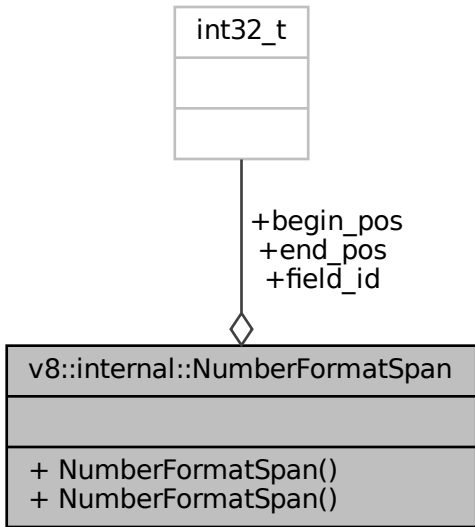 int32_t
+begin_pos
+end_pos
+field_id
v8::internal::NumberFormatSpan
+ NumberFormatSpan()
+ NumberFormatSpan()